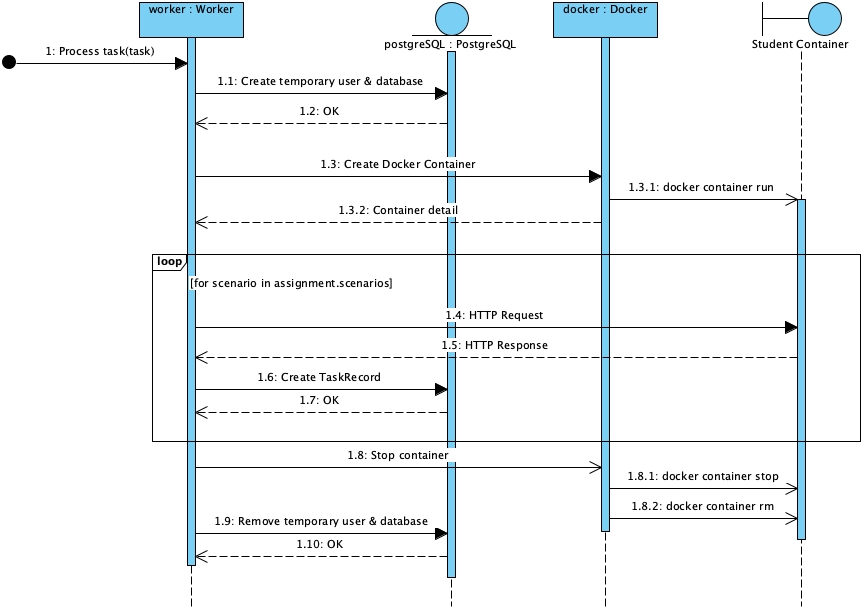 worker : Worker
docker : Docker
postgreSQL : PostgreSQL
Student Container
1: Process task(task)
1.1: Create temporary user & database
1.2: OK
1.3: Create Docker Container
1.3.1: docker container run
1.3.2: Container detail
loop
[for scenario in assignment.scenarios]
1.4: HTTP Request
1.5: HTTP Response
1.6: Create TaskRecord
1.7: OK
1.8: Stop container
1.8.1: docker container stop
1.8.2: docker container rm
1.9: Remove temporary user & database
1.10: OK